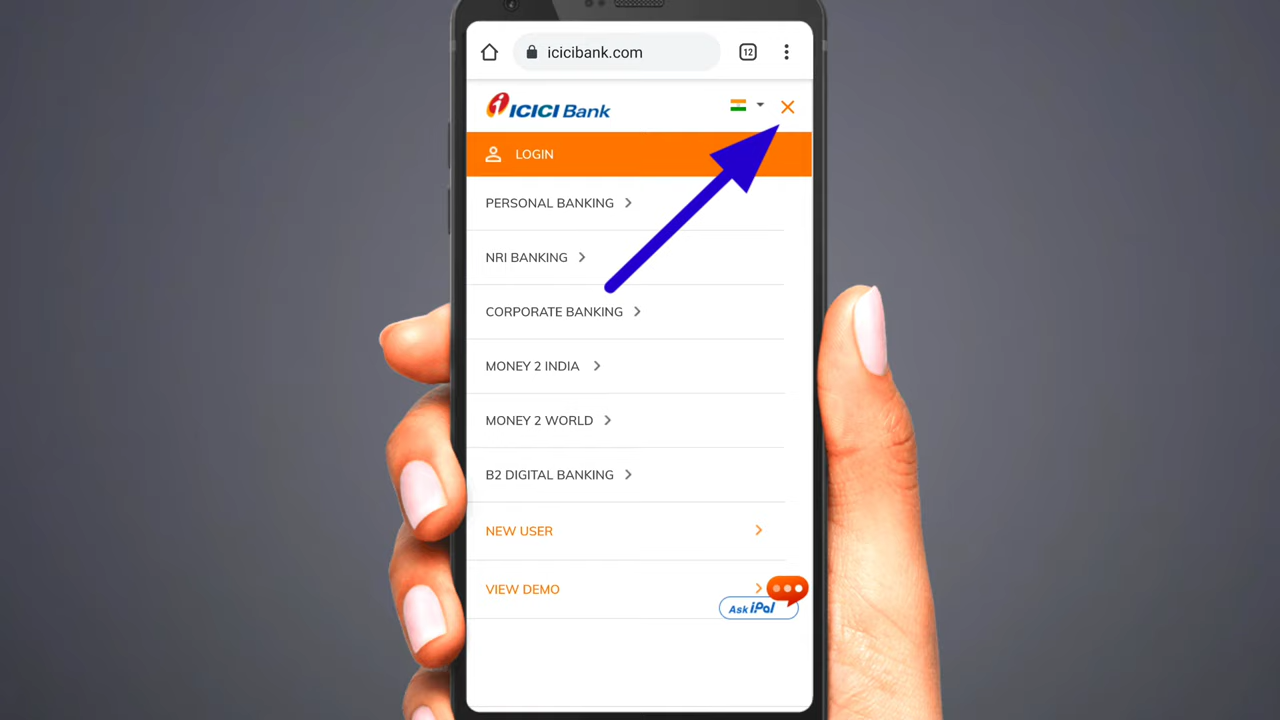 icicibank.com
12
ICICI Bank
LOGIN
PERSONAL BANKING
NRI BANKING
CORPORATE BANKING
MONEY 2 INDIA
MONEY 2 WORLD
B2 DIGITAL BANKING
NEW USER
VIEW DEMO
Ask iPal